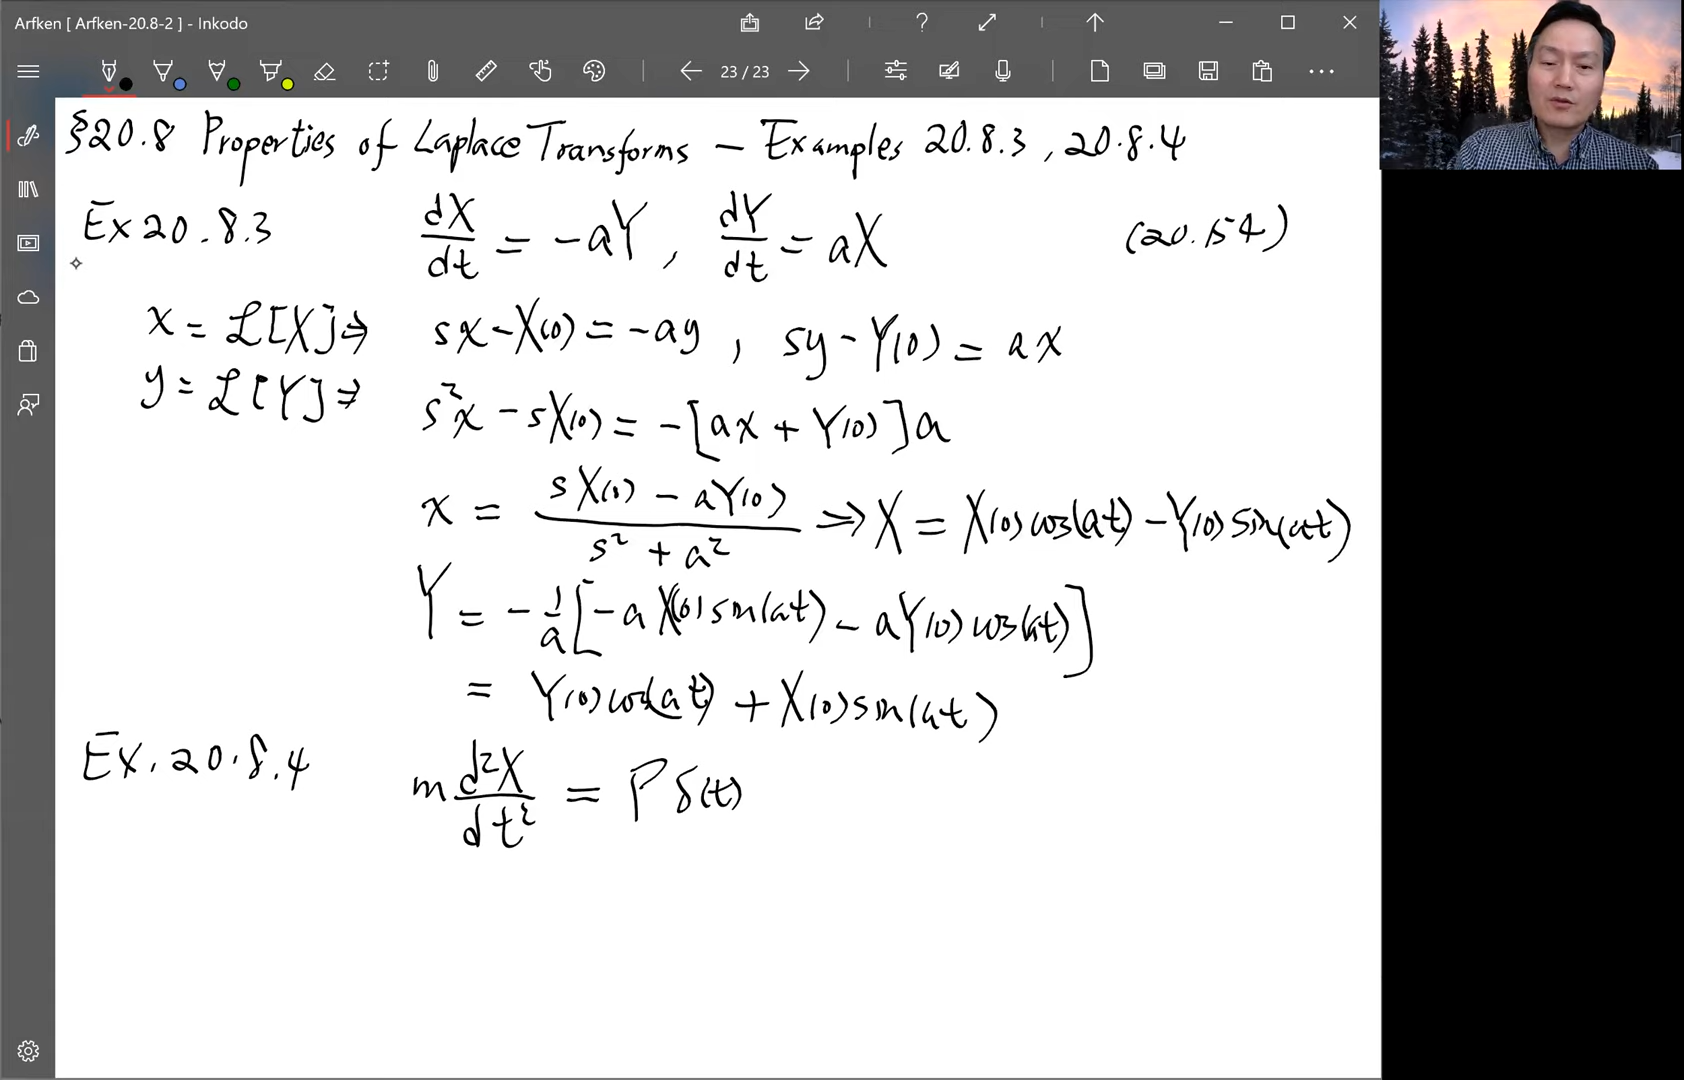 Arfken [ Arfken-20.8-2 ] - Inkodo
23 / 23
§20.8 Properties of Laplace Transforms – Examples 20.8.3, 20.8.4
Ex 20.8.3 dX/dt = -aY, dY/dt = aX (20.154)
x = ℒ[X] ⇒ sx - X(0) = -ay, sy - Y(0) = ax
y = ℒ[Y] ⇒
s²x - sX(0) = -[ax + Y(0)]a
x = (sX(0) - aY(0))/(s² + a²) ⇒ X = X(0)cos(at) - Y(0)sin(at)
Y = -1/a[-aX(0)sin(at) - aY(0)cos(at)]
= Y(0)cos(at) + X(0)sin(at)
Ex. 20.8.4 m d²X/dt² = P δ(t)